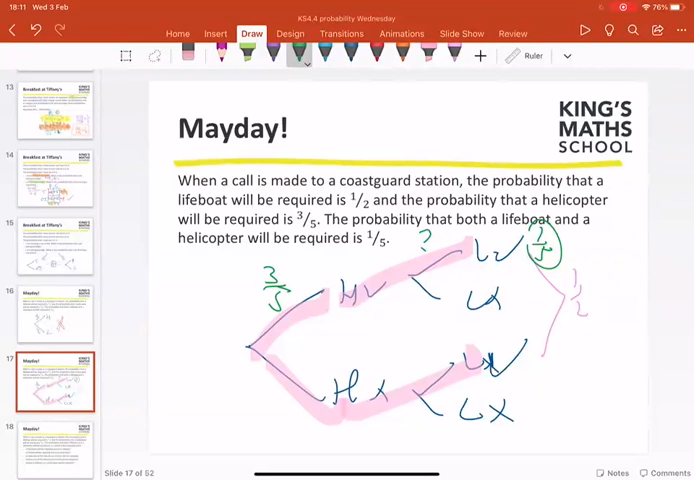 18:11 Wed 3 Feb
76%
KS4.4 probability Wednesday
Home Insert Draw Design Transitions Animations Slide Show Review
Ruler
13
Breakfast at Tiffany's
14
Breakfast at Tiffany's
15
Breakfast at Tiffany's
16
Mayday!
17
Mayday!
18
Mayday!
Mayday!
KING'S
MATHS
SCHOOL
When a call is made to a coastguard station, the probability that a
lifeboat will be required is 1/2 and the probability that a helicopter
will be required is 3/5. The probability that both a lifeboat and a
helicopter will be required is 1/5.
3/5
?
H✓
L✓
1/5
LX
1/2
H X
L✓
LX
Slide 17 of 52
Notes
Comments